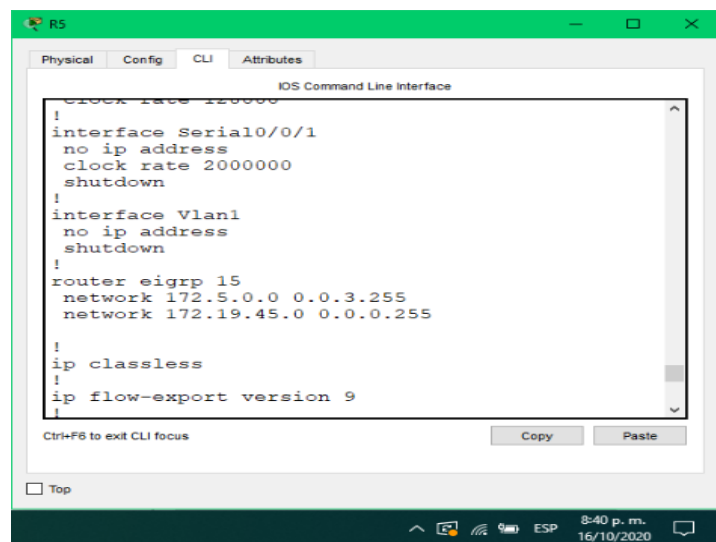 R5
Physical Config CLI Attributes
IOS Command Line Interface
clock rate 128000
!
interface Serial0/0/1
no ip address
clock rate 2000000
shutdown
!
interface Vlan1
no ip address
shutdown
!
router eigrp 15
network 172.5.0.0 0.0.3.255
network 172.19.45.0 0.0.0.255
!
ip classless
!
ip flow-export version 9
!
Ctrl+F6 to exit CLI focus
Copy Paste
Top
ESP
8:40 p. m.
16/10/2020